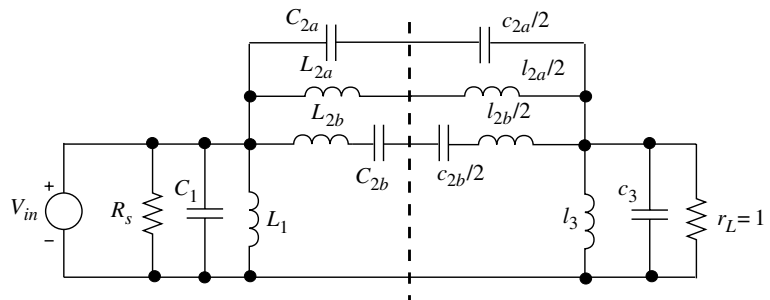 C2a
c2a/2
L2a
l2a/2
L2b
l2b/2
C2b
c2b/2
+
Vin
−
Rs
C1
L1
l3
c3
rL= 1